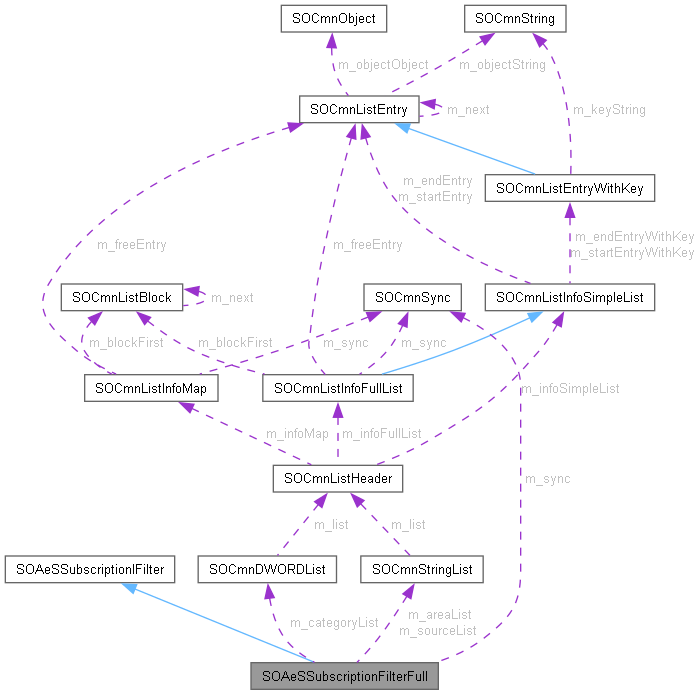 SOCmnObject
SOCmnString
m_objectObject
m_objectString
SOCmnListEntry
m_next
m_keyString
SOCmnListEntryWithKey
m_endEntry
m_startEntry
m_freeEntry
m_freeEntry
m_endEntryWithKey
m_startEntryWithKey
SOCmnListBlock
m_next
SOCmnSync
SOCmnListInfoSimpleList
m_blockFirst
m_blockFirst
m_sync
m_sync
SOCmnListInfoMap
SOCmnListInfoFullList
m_infoSimpleList
m_infoMap
m_infoFullList
SOCmnListHeader
m_sync
m_list
m_list
SOAeSSubscriptionIFilter
SOCmnDWORDList
SOCmnStringList
m_categoryList
m_areaList
m_sourceList
SOAeSSubscriptionFilterFull